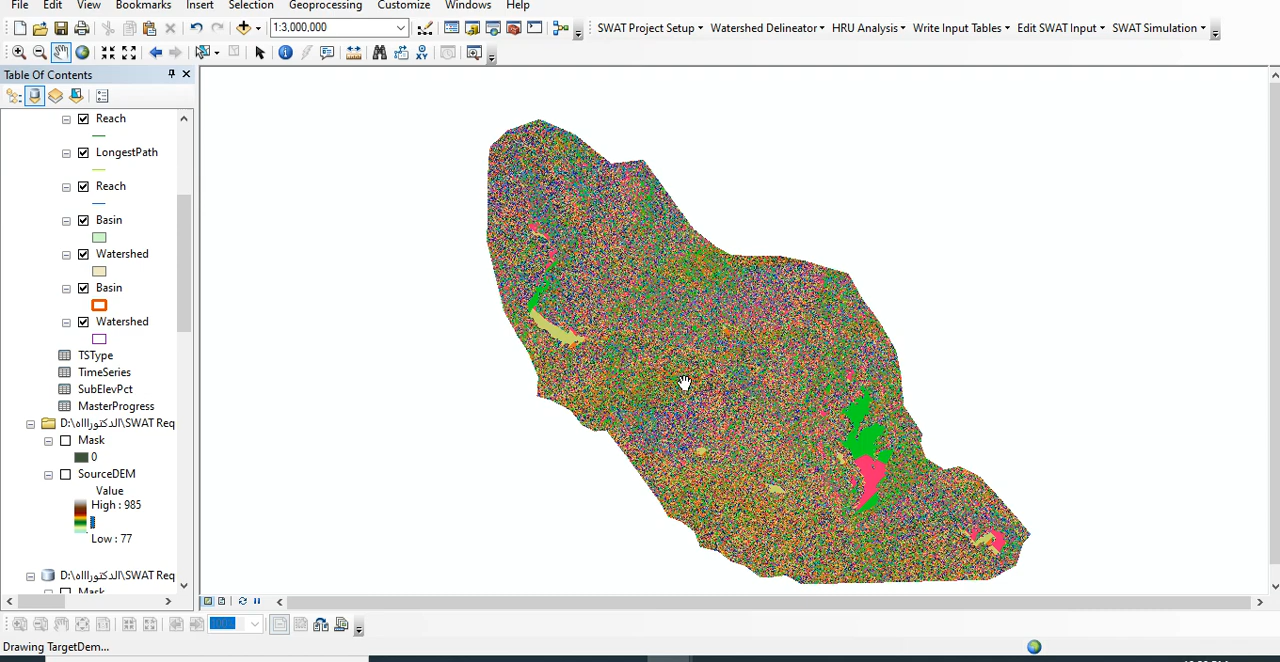 File Edit View Bookmarks Insert Selection Geoprocessing Customize Windows Help
1:3,000,000 SWAT Project Setup Watershed Delineator HRU Analysis Write Input Tables Edit SWAT Input SWAT Simulation
Table Of Contents
Reach
LongestPath
Reach
Basin
Watershed
Basin
Watershed
TSType
TimeSeries
SubElevPct
MasterProgress
D:\الدكتورااااه\SWAT Req
Mask
0
SourceDEM
Value
High : 985
Low : 77
D:\الدكتورااااه\SWAT Req
Mask
Drawing TargetDem...